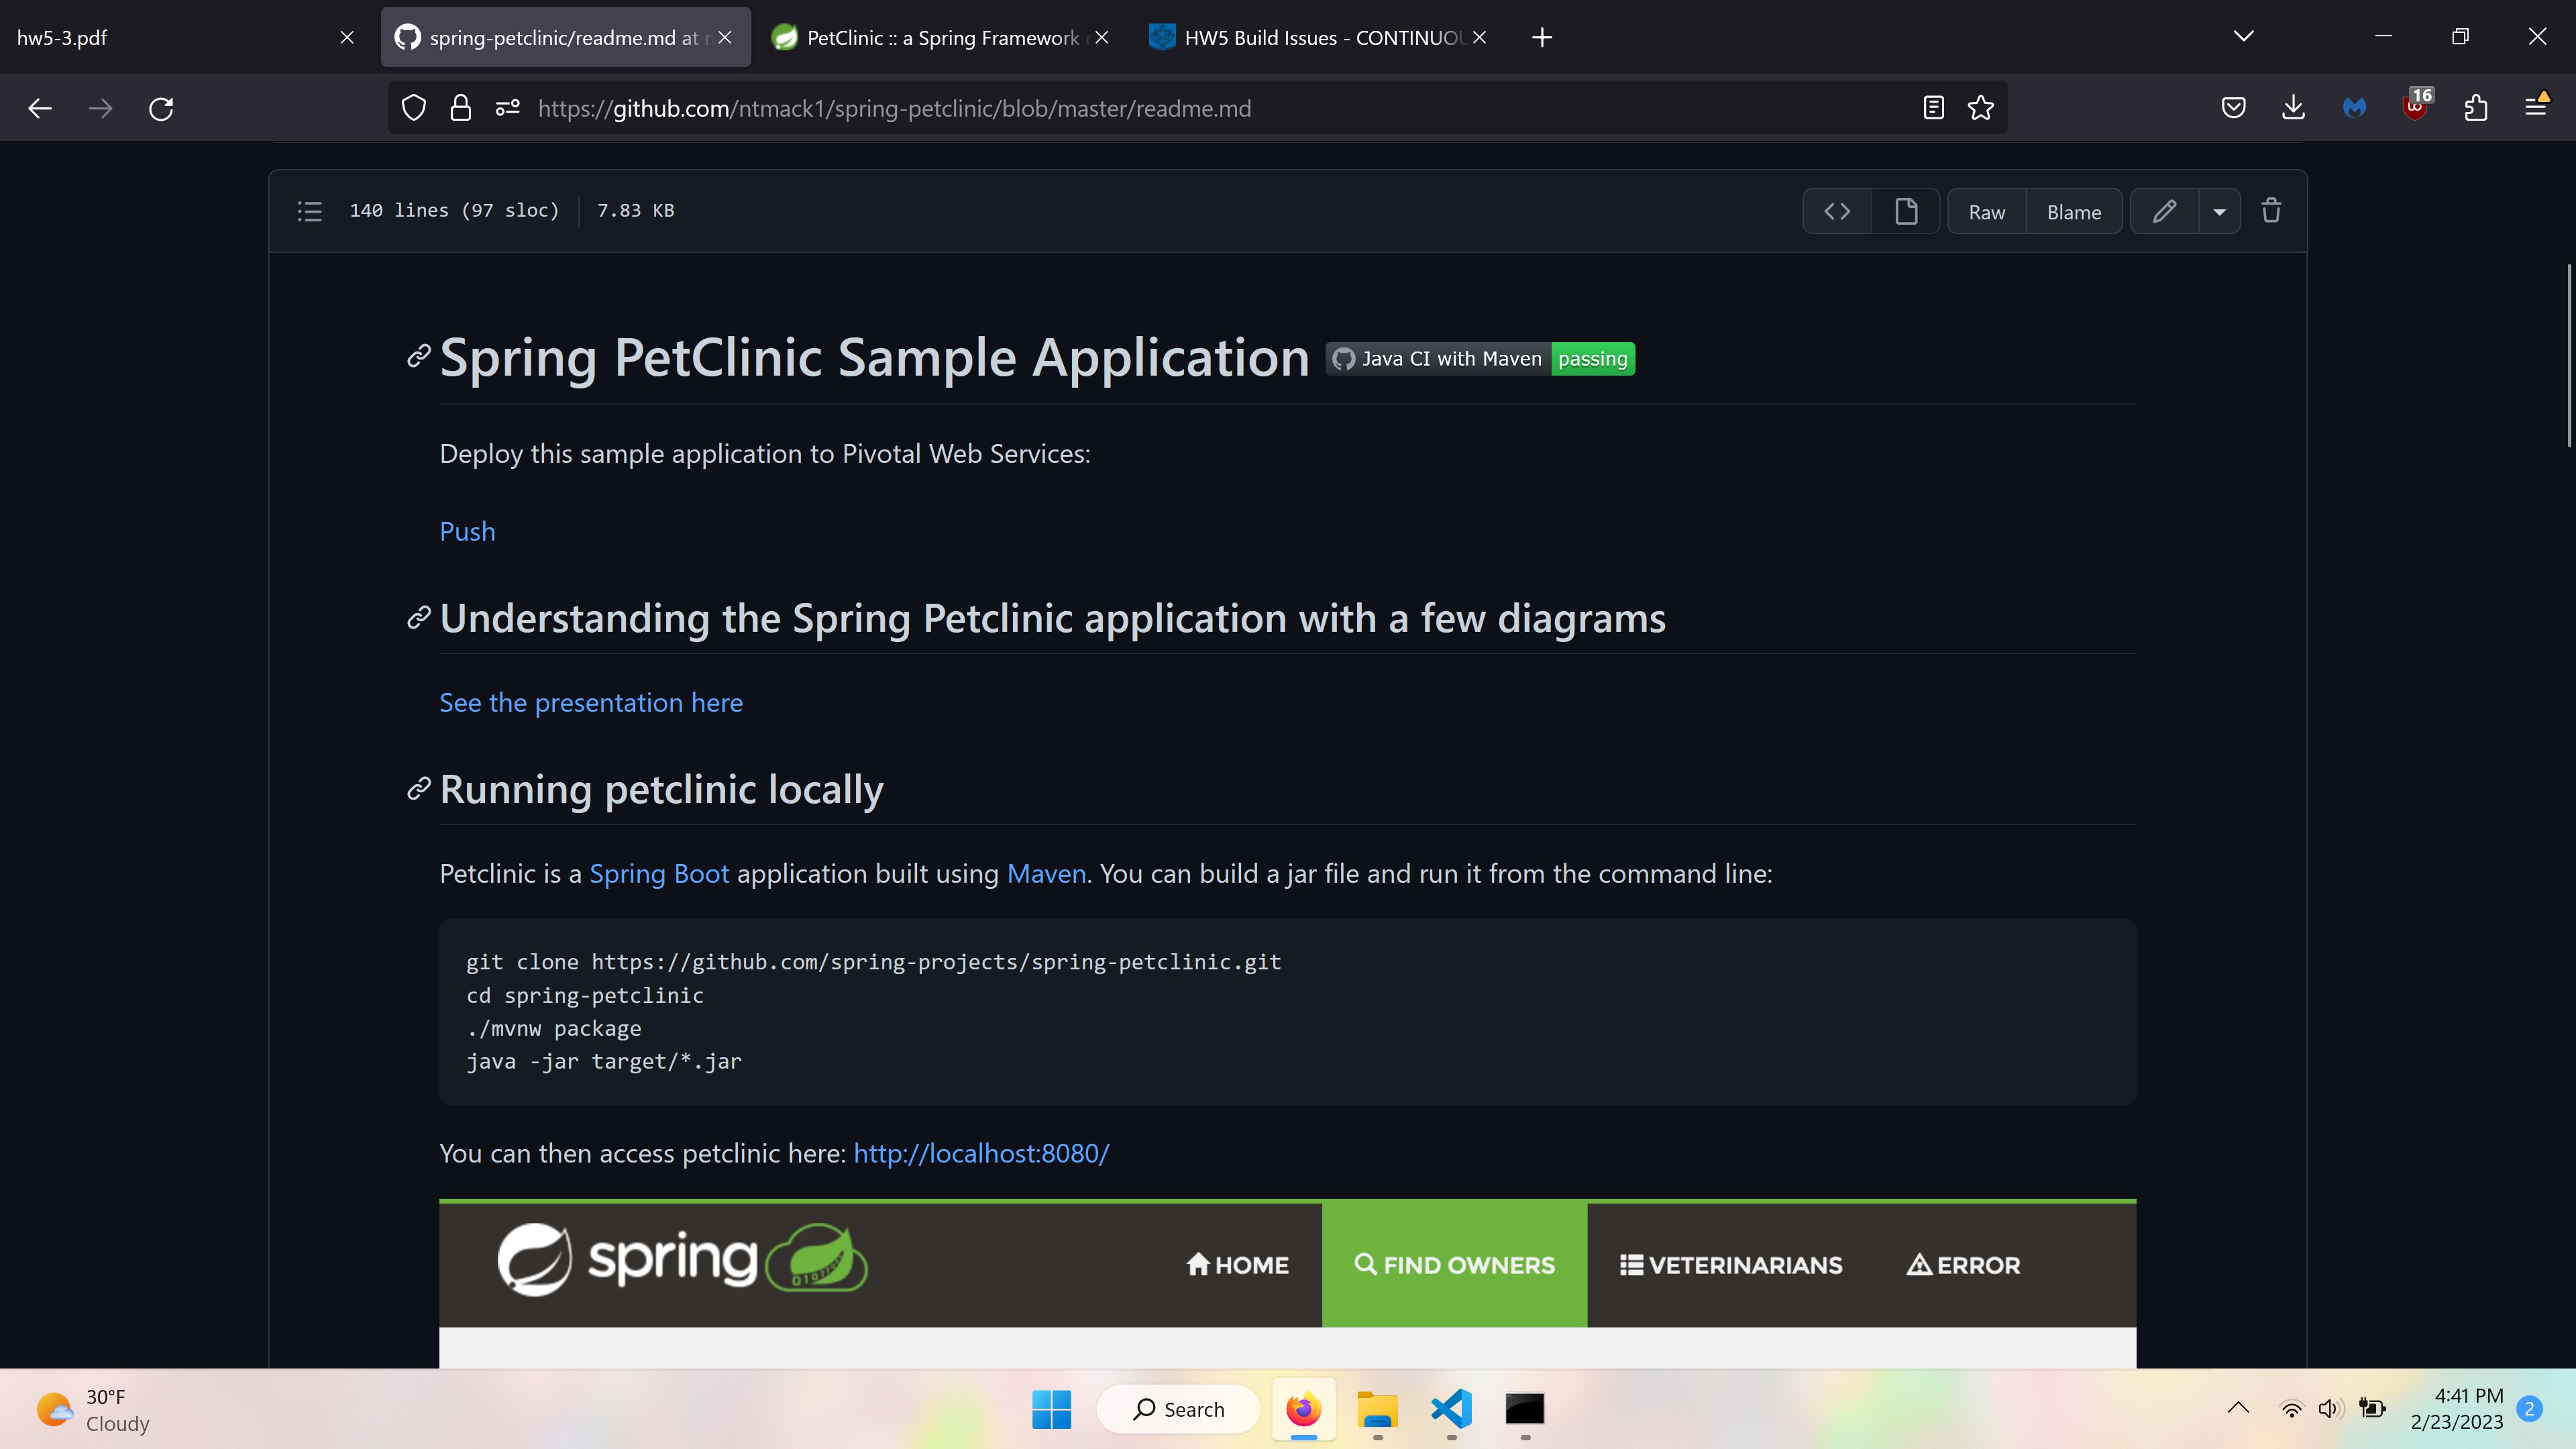 hw5-3.pdf
spring-petclinic/readme.md at
PetClinic :: a Spring Framework
HW5 Build Issues - CONTINUOU
https://github.com/ntmack1/spring-petclinic/blob/master/readme.md
16
140 lines (97 sloc) 7.83 KB
Raw Blame
Spring PetClinic Sample Application Java CI with Maven passing
Deploy this sample application to Pivotal Web Services:
Push
Understanding the Spring Petclinic application with a few diagrams
See the presentation here
Running petclinic locally
Petclinic is a Spring Boot application built using Maven. You can build a jar file and run it from the command line:
git clone https://github.com/spring-projects/spring-petclinic.git
cd spring-petclinic
./mvnw package
java -jar target/*.jar
You can then access petclinic here: http://localhost:8080/
spring HOME FIND OWNERS VETERINARIANS ERROR
30°F
Cloudy
Search
4:41 PM
2/23/2023
2